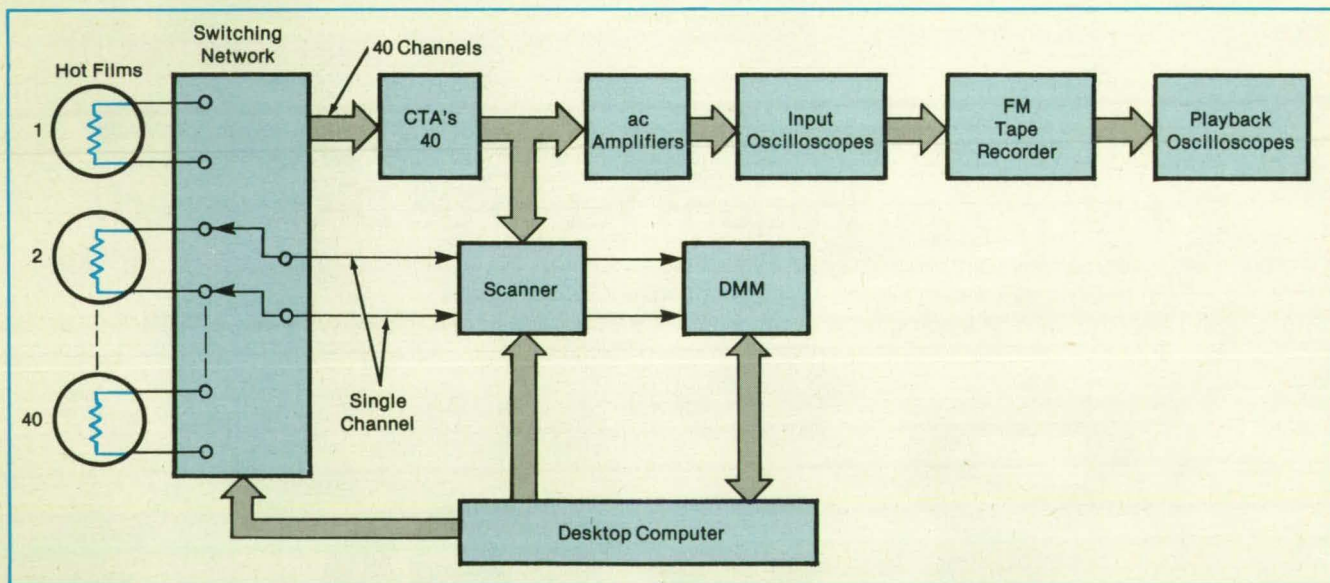 Switching
Network
40 Channels
Hot Films
1
CTA's
40
ac
Amplifiers
Input
Oscilloscopes
FM
Tape
Recorder
Playback
Oscilloscopes
2
Scanner
DMM
Single
Channel
40
Desktop Computer